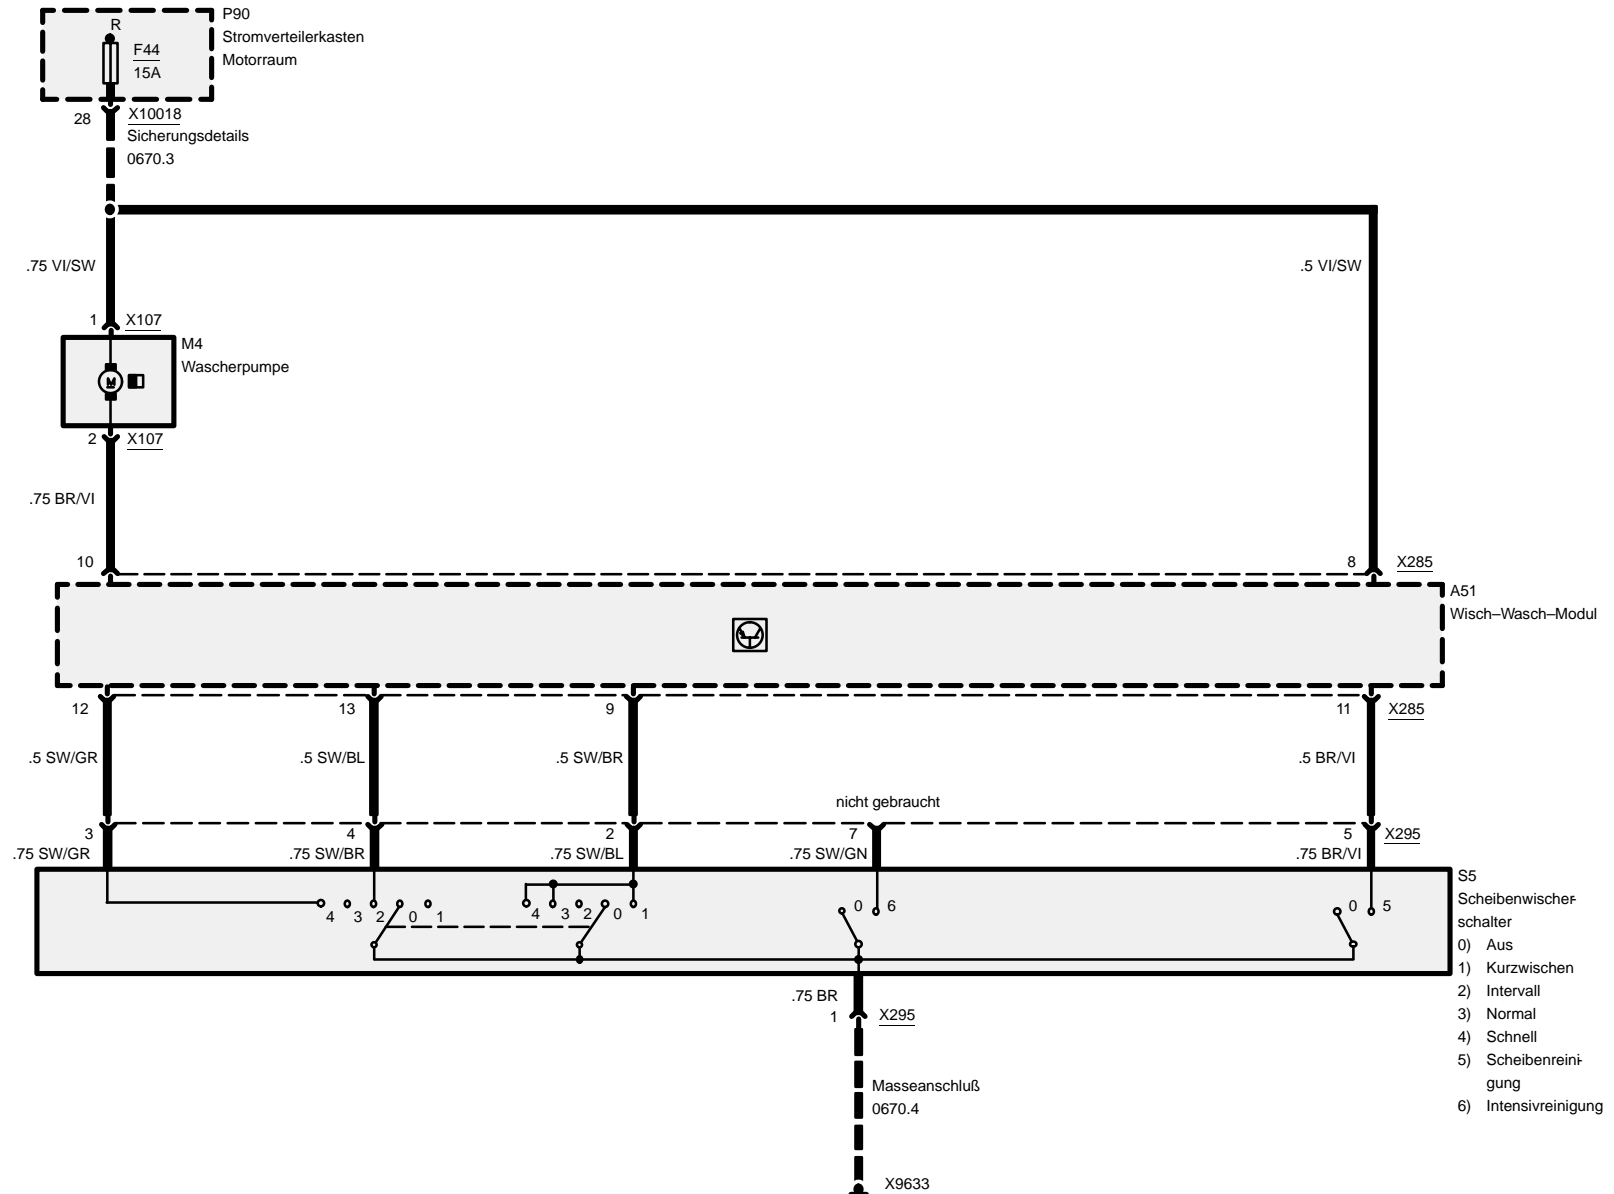 P90
R
Stromverteilerkasten
F44
Motorraum
15A
28 X10018
Sicherungsdetails
0670.3
.75 VI/SW .5 VI/SW
1 X107
M4
Wascherpumpe
M
2 X107
.75 BR/VI
10 8 X285
A51
Wisch–Wasch–Modul
12 13 9 11 X285
.5 SW/GR .5 SW/BL .5 SW/BR .5 BR/VI
nicht gebraucht
3 4 2 7 5 X295
.75 SW/GR .75 SW/BR .75 SW/BL .75 SW/GN .75 BR/VI
S5
Scheibenwischer-
4 3 2 0 1 4 3 2 0 1 0 6 0 5
schalter
0) Aus
1) Kurzwischen
2) Intervall
3) Normal
4) Schnell
5) Scheibenreini-
gung
6) Intensivreinigung
.75 BR
1 X295
Masseanschluß
0670.4
X9633